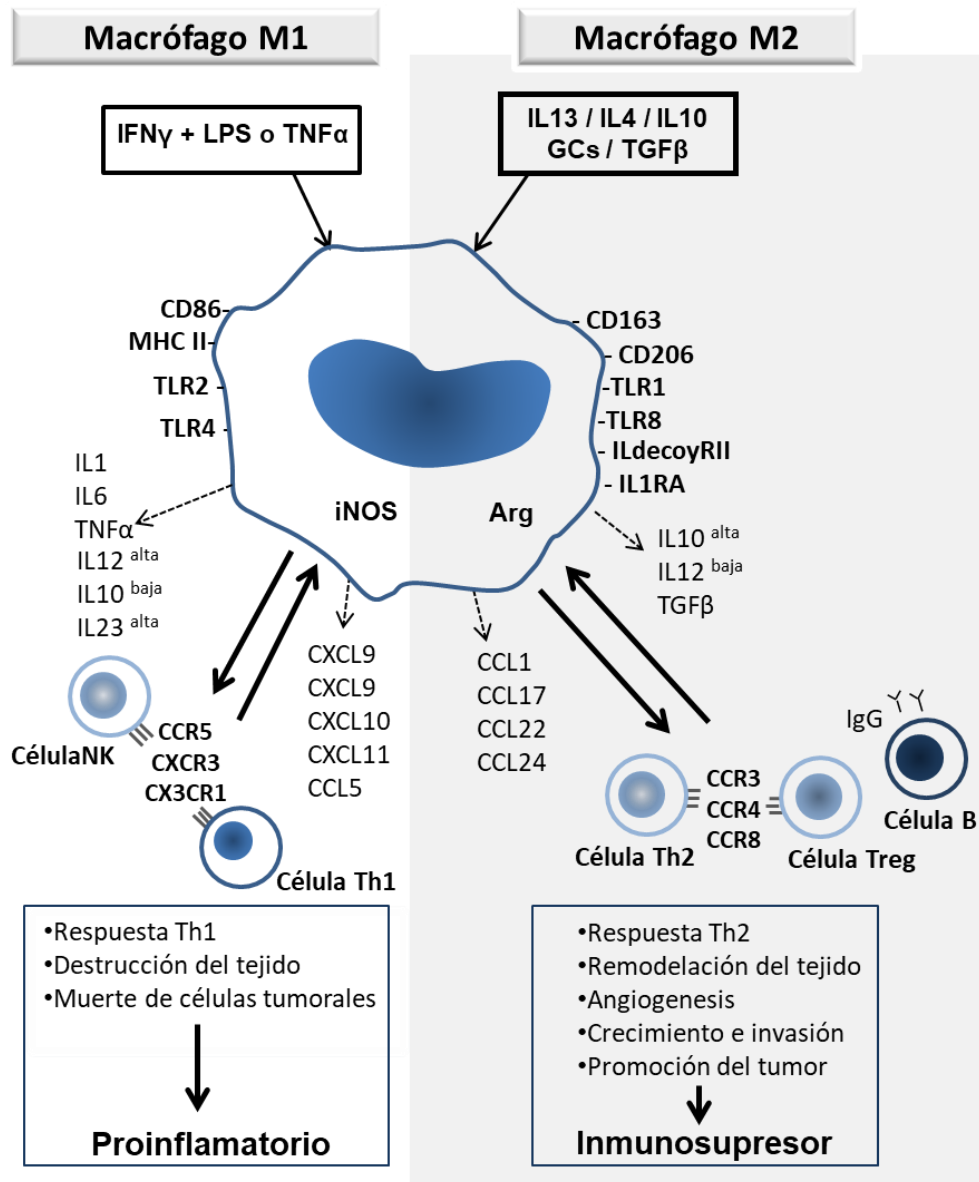 Macrófago M1
IFNγ + LPS o TNFα
CD86-
MHC II-
TLR2 -
TLR4 -
IL1
IL6
TNFα
IL12 alta
IL10 baja
IL23 alta
iNOS
CXCL9
CXCL9
CXCL10
CXCL11
CCL5
CélulaNK
CCR5
CXCR3
CX3CR1
Célula Th1
•Respuesta Th1
•Destrucción del tejido
•Muerte de células tumorales
Proinflamatorio
Macrófago M2
IL13 / IL4 / IL10
GCs / TGFβ
- CD163
- CD206
-TLR1
-TLR8
- ILdecoyRII
- IL1RA
Arg
IL10 alta
IL12 baja
TGFβ
CCL1
CCL17
CCL22
CCL24
IgG
Célula B
CCR3
CCR4
CCR8
Célula Th2
Célula Treg
•Respuesta Th2
•Remodelación del tejido
•Angiogenesis
•Crecimiento e invasión
•Promoción del tumor
Inmunosupresor